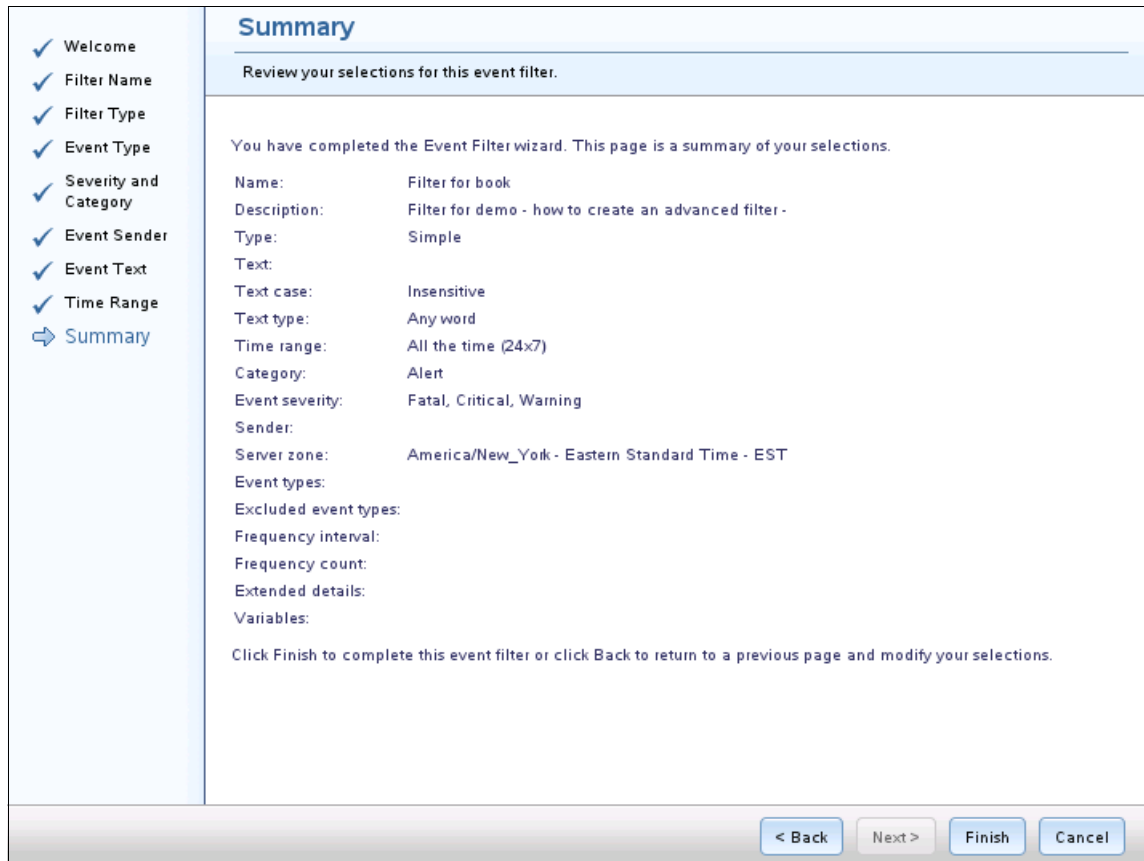 Welcome
Filter Name
Filter Type
Event Type
Severity and
Category
Event Sender
Event Text
Time Range
Summary
Summary
Review your selections for this event filter.
You have completed the Event Filter wizard. This page is a summary of your selections.
Name: Filter for book
Description: Filter for demo - how to create an advanced filter -
Type: Simple
Text:
Text case: Insensitive
Text type: Any word
Time range: All the time (24x7)
Category: Alert
Event severity: Fatal, Critical, Warning
Sender:
Server zone: America/New_York - Eastern Standard Time - EST
Event types:
Excluded event types:
Frequency interval:
Frequency count:
Extended details:
Variables:
Click Finish to complete this event filter or click Back to return to a previous page and modify your selections.
< Back Next > Finish Cancel